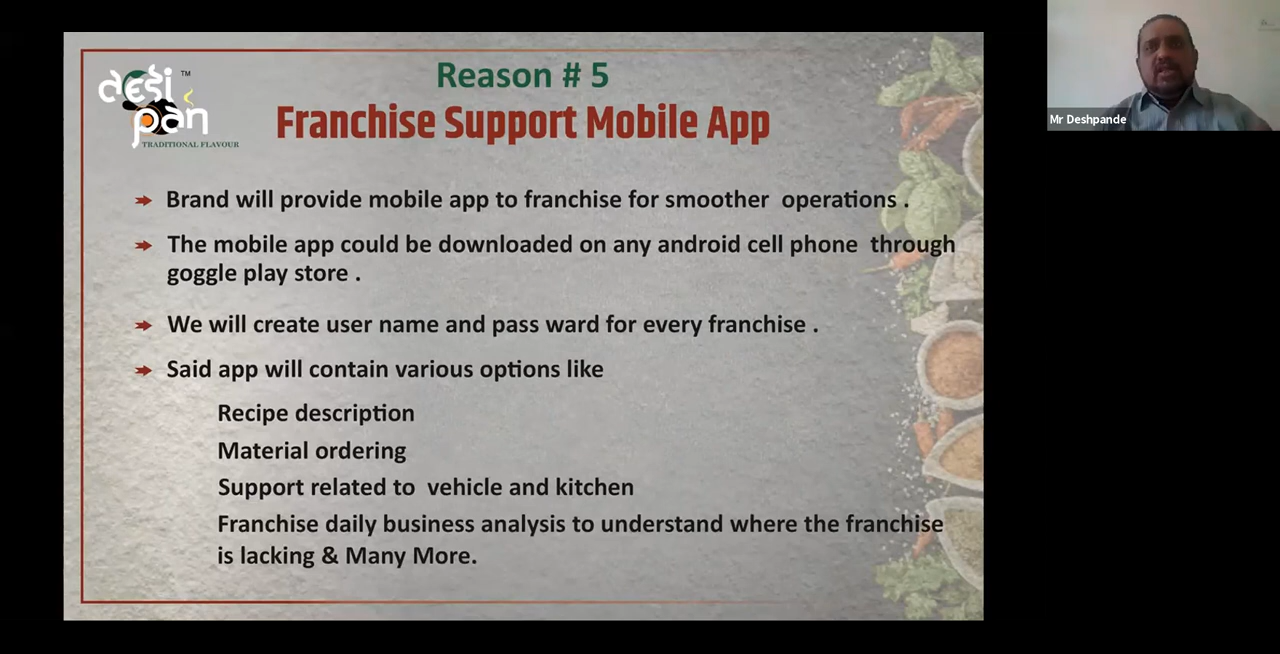 desi pan TM
TRADITIONAL FLAVOUR
Reason # 5
Franchise Support Mobile App
Brand will provide mobile app to franchise for smoother operations .
The mobile app could be downloaded on any android cell phone through
goggle play store .
We will create user name and pass ward for every franchise .
Said app will contain various options like
Recipe description
Material ordering
Support related to vehicle and kitchen
Franchise daily business analysis to understand where the franchise
is lacking & Many More.
Mr Deshpande